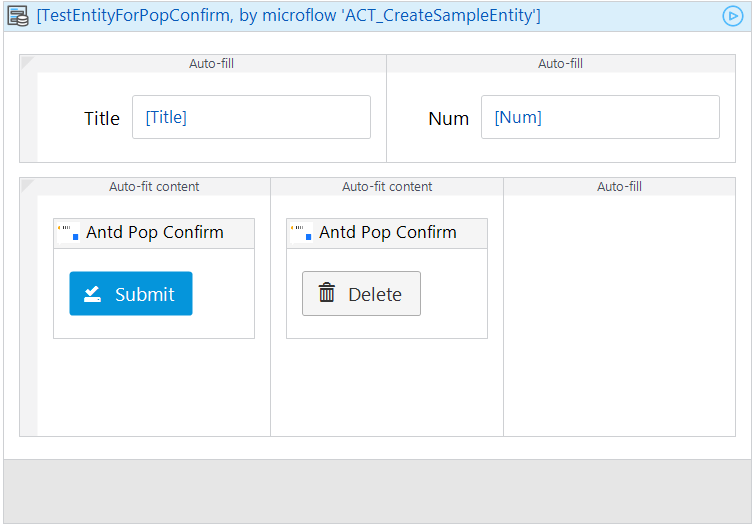 [TestEntityForPopConfirm, by microflow 'ACT_CreateSampleEntity']
Auto-fill Auto-fill
Title [Title] Num [Num]
Auto-fit content Auto-fit content Auto-fill
Antd Pop Confirm Antd Pop Confirm
Submit Delete